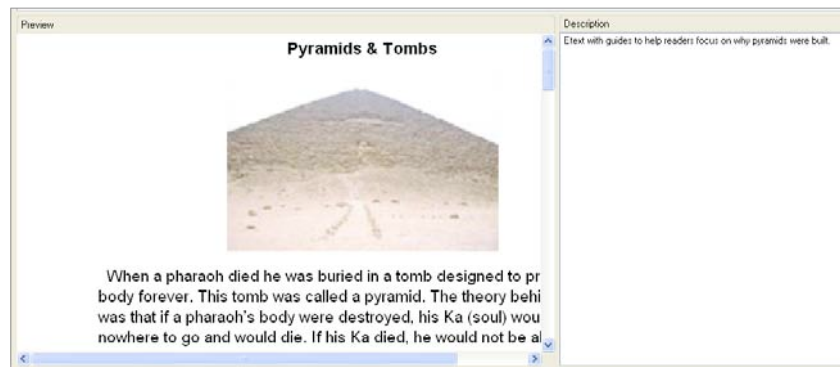 Preview
Pyramids & Tombs
When a pharaoh died he was buried in a tomb designed to pr
body forever. This tomb was called a pyramid. The theory behi
was that if a pharaoh's body were destroyed, his Ka (soul) wou
nowhere to go and would die. If his Ka died, he would not be al
Description
Etext with guides to help readers focus on why pyramids were built.